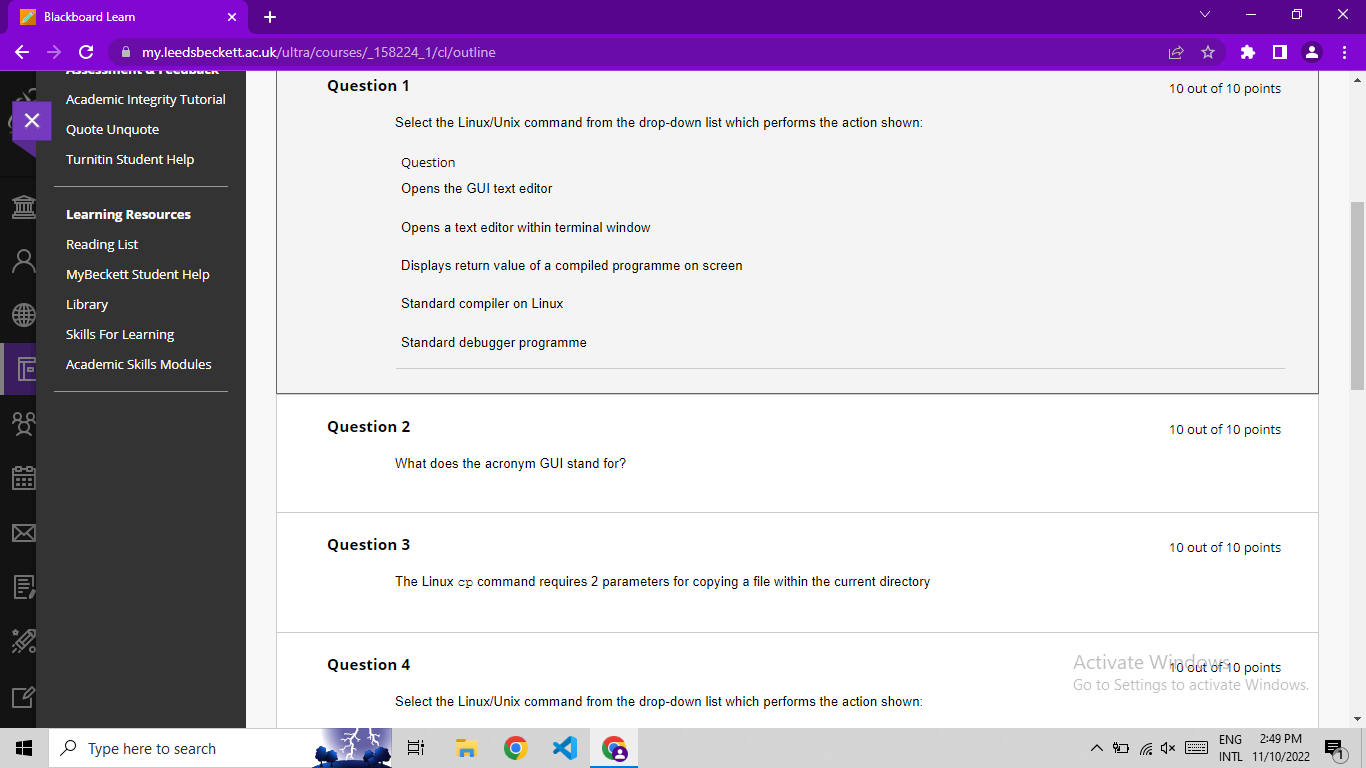 Blackboard Learn
my.leedsbeckett.ac.uk/ultra/courses/_158224_1/cl/outline
Assessment & Feedback
Academic Integrity Tutorial
Quote Unquote
Turnitin Student Help
Learning Resources
Reading List
MyBeckett Student Help
Library
Skills For Learning
Academic Skills Modules
Question 1
10 out of 10 points
Select the Linux/Unix command from the drop-down list which performs the action shown:
Question
Opens the GUI text editor
Opens a text editor within terminal window
Displays return value of a compiled programme on screen
Standard compiler on Linux
Standard debugger programme
Question 2
10 out of 10 points
What does the acronym GUI stand for?
Question 3
10 out of 10 points
The Linux cp command requires 2 parameters for copying a file within the current directory
Question 4
10 out of 10 points
Select the Linux/Unix command from the drop-down list which performs the action shown:
Activate Windows
Go to Settings to activate Windows.
Type here to search
ENG
INTL
2:49 PM
11/10/2022
1